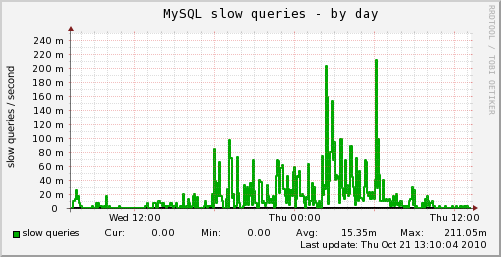 MySQL slow queries - by day
RRDTOOL / TOBI OETIKER
slow queries / second
240 m
220 m
200 m
180 m
160 m
140 m
120 m
100 m
80 m
60 m
40 m
20 m
0
Wed 12:00 Thu 00:00 Thu 12:00
slow queries Cur: 0.00 Min: 0.00 Avg: 15.35m Max: 211.05m
Last update: Thu Oct 21 13:10:04 2010